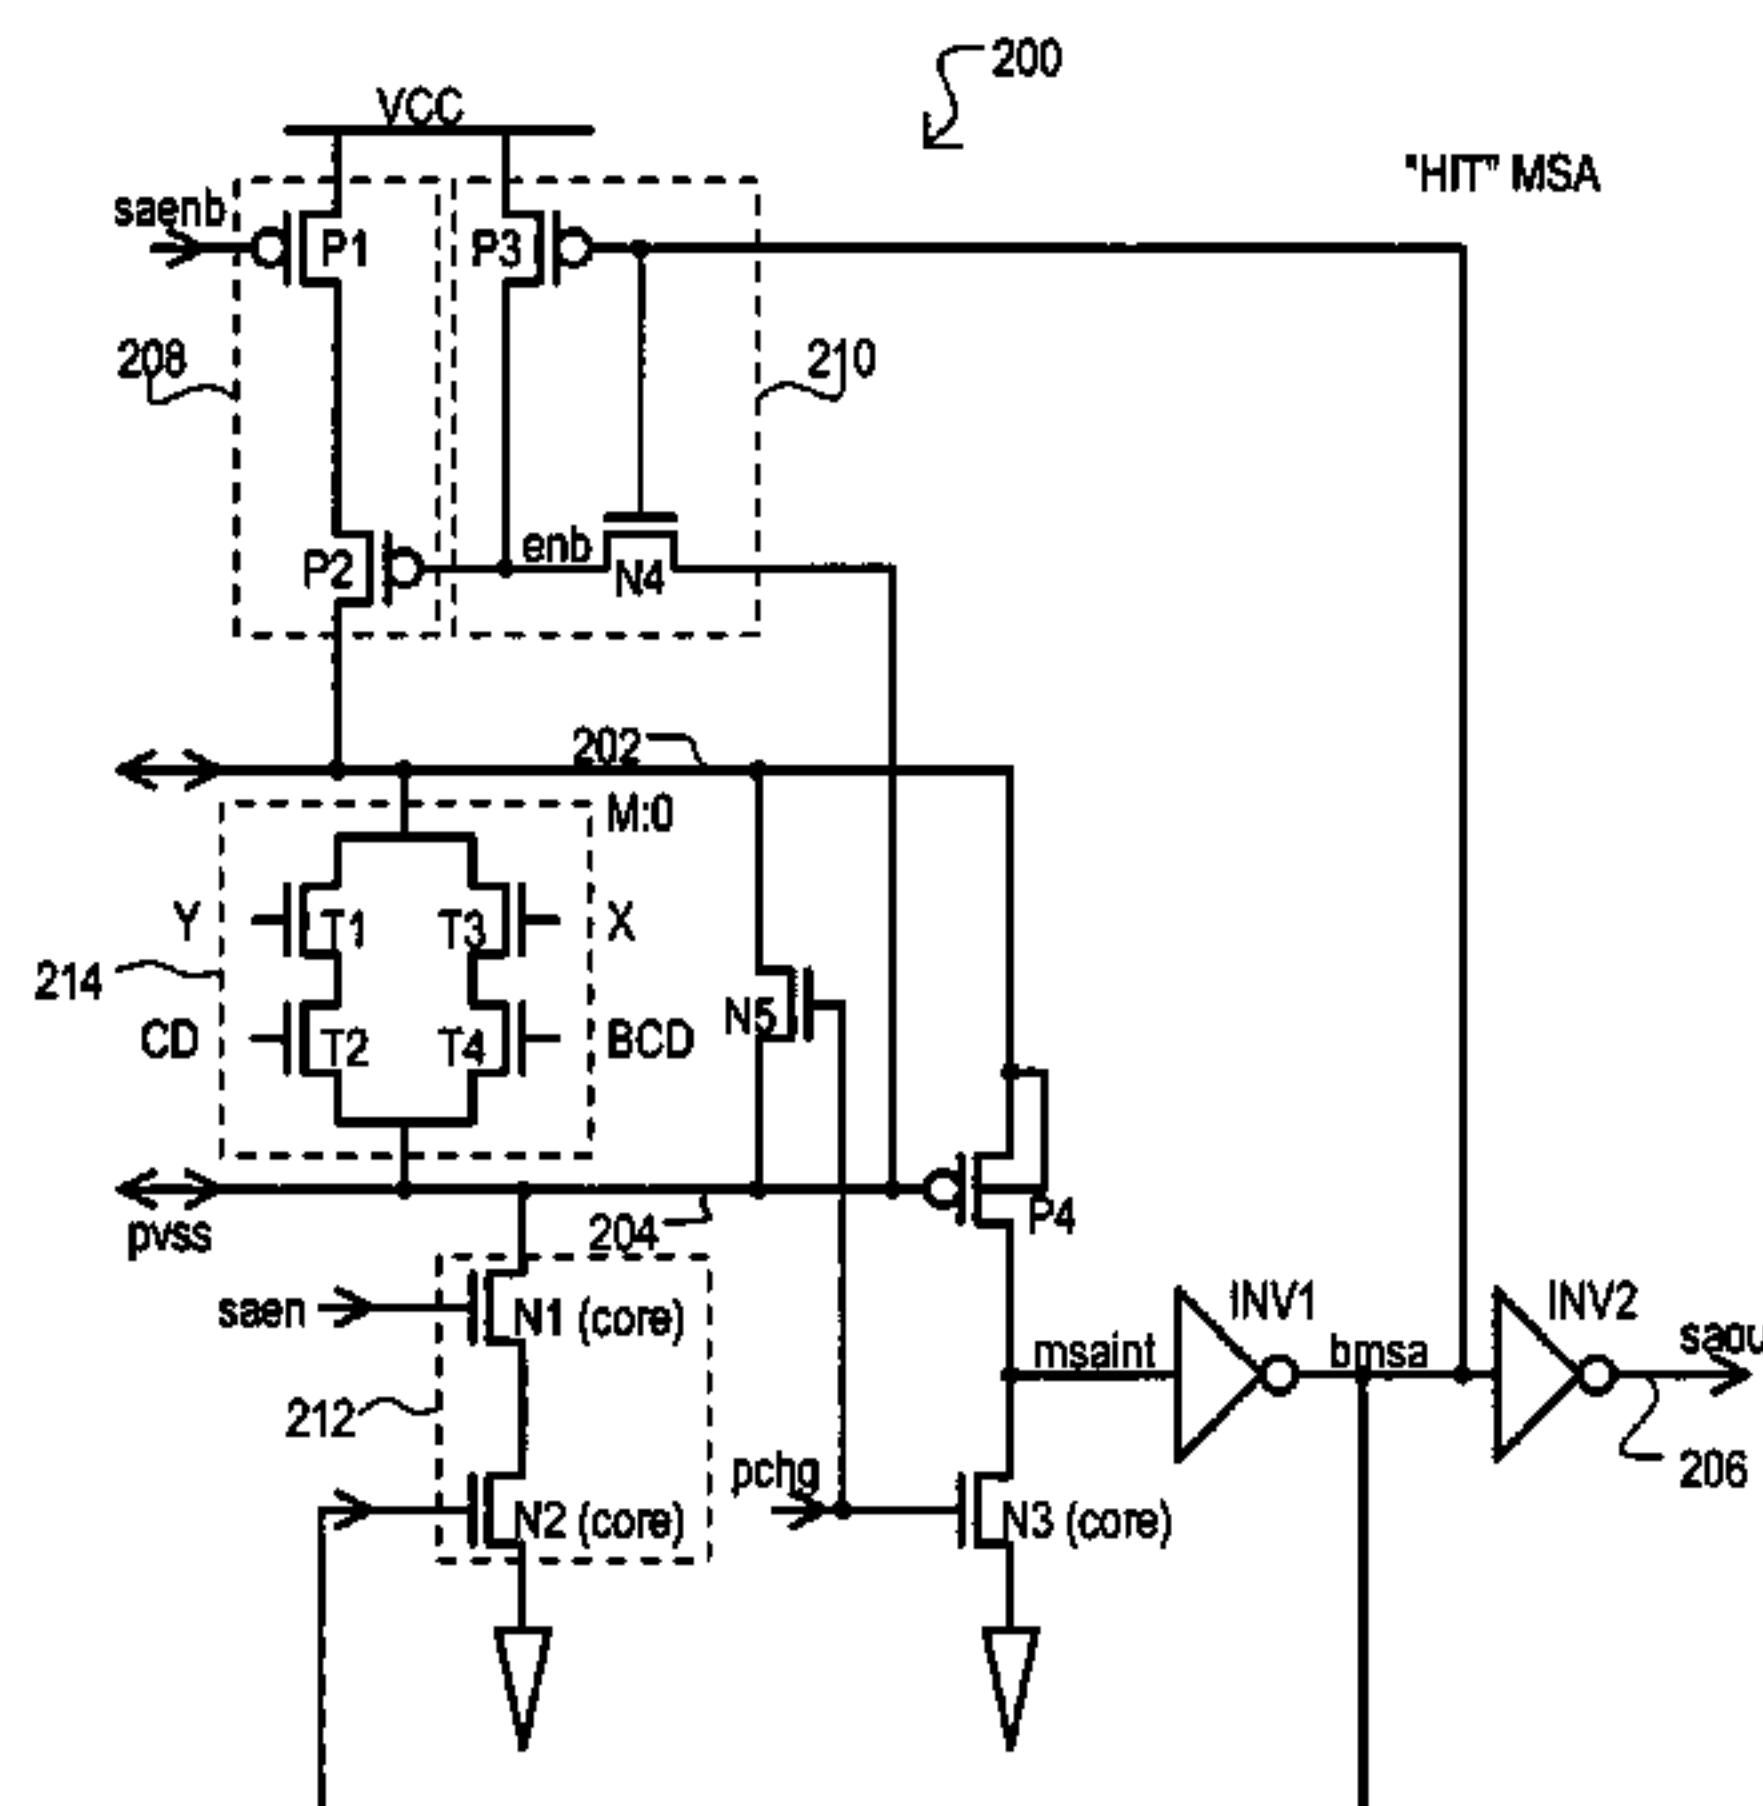 200
VCC
"HIT" MSA
saenb
P1
P3
208
210
P2
enb
N4
202
M:0
Y
T1
T3
X
214
N5
CD
T2
T4
BCD
pvss
204
P4
saen
N1 (core)
INV1
INV2
msaint
bmsa
saou
212
pchg
206
N2 (core)
N3 (core)